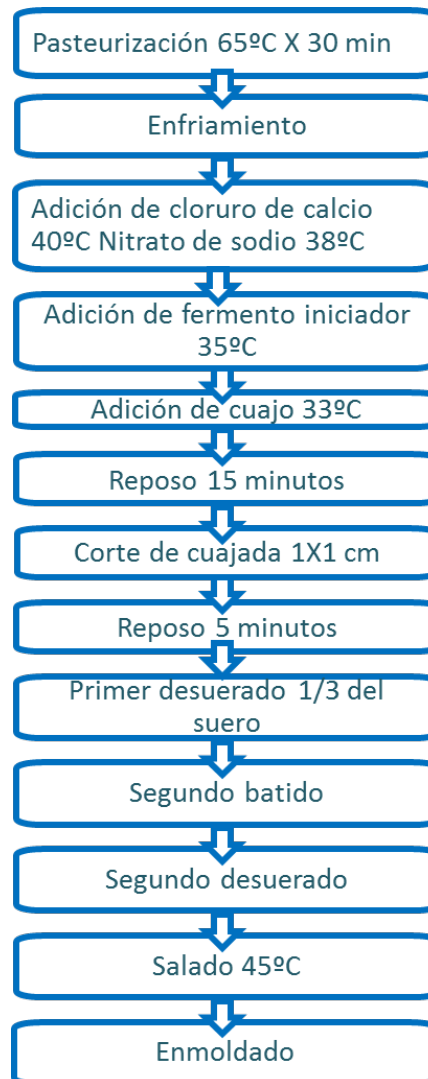 Pasteurización 65ºC X 30 min
Enfriamiento
Adición de cloruro de calcio
40ºC Nitrato de sodio 38ºC
Adición de fermento iniciador
35ºC
Adición de cuajo 33ºC
Reposo 15 minutos
Corte de cuajada 1X1 cm
Reposo 5 minutos
Primer desuerado 1/3 del
suero
Segundo batido
Segundo desuerado
Salado 45ºC
Enmoldado